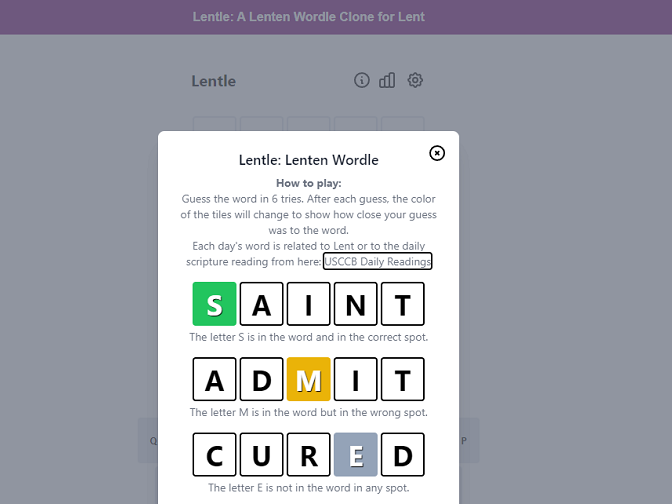 Lentle: A Lenten Wordle Clone for Lent
Lentle
Lentle: Lenten Wordle
How to play:
Guess the word in 6 tries. After each guess, the color
of the tiles will change to show how close your guess
was to the word.
Each day's word is related to Lent or to the daily
scripture reading from here: USCCB Daily Readings
S A I N T
The letter S is in the word and in the correct spot.
A D M I T
The letter M is in the word but in the wrong spot.
Q P
C U R E D
The letter E is not in the word in any spot.